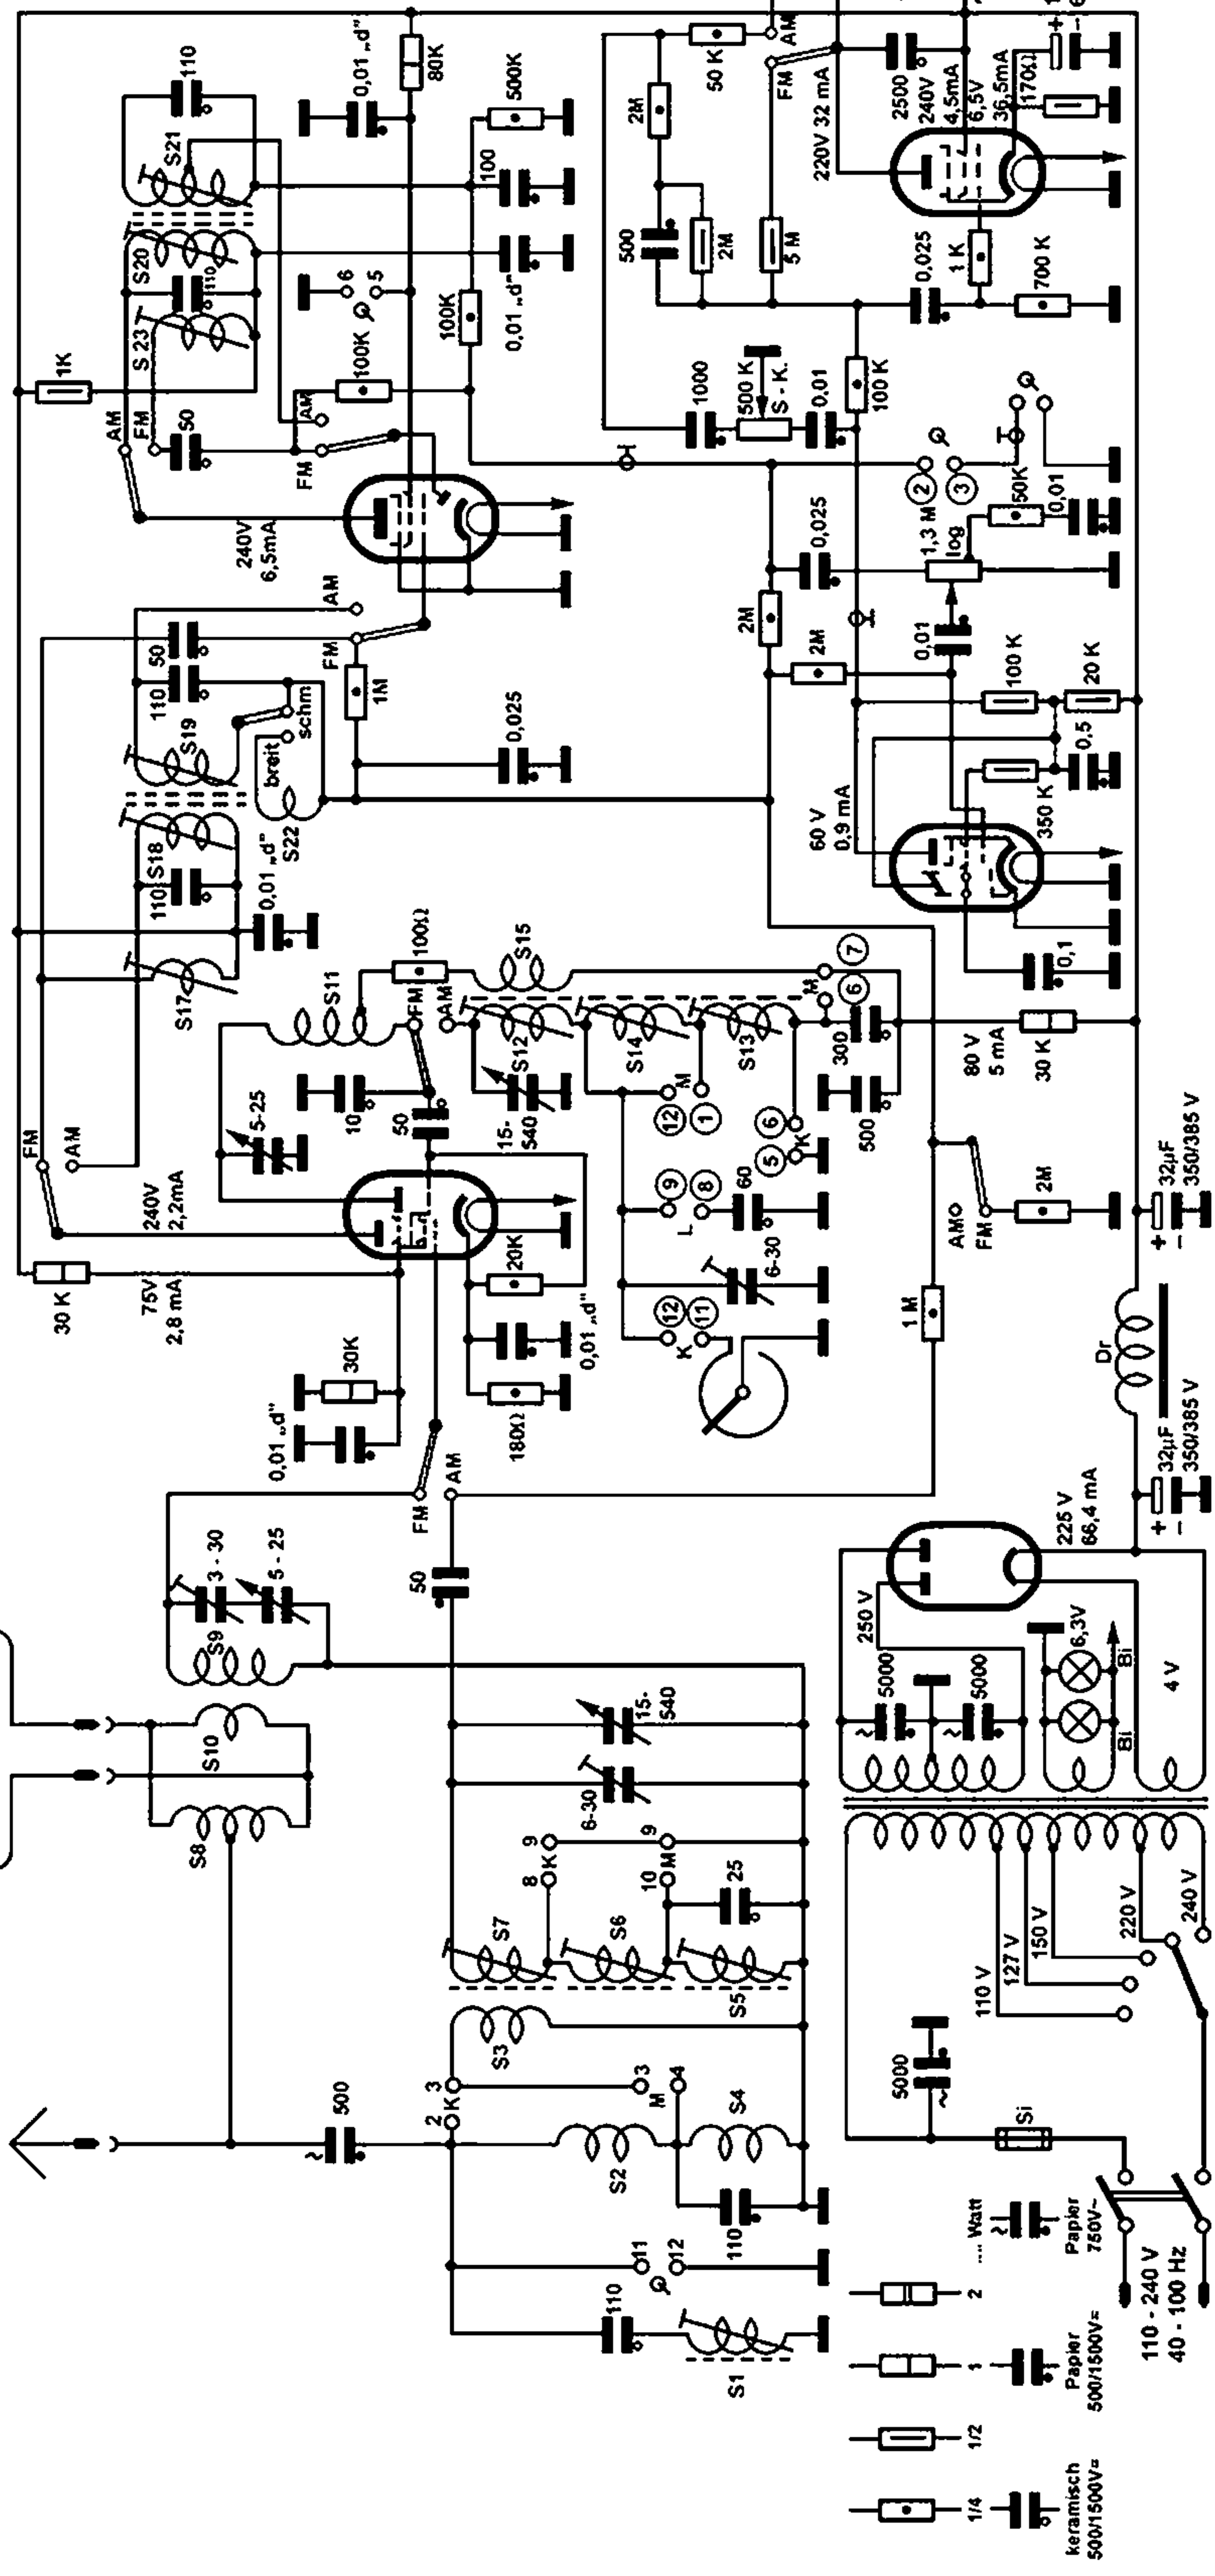 110
S21
S20
110
S 23
0,01 „d"
80K
500K
100
0,01 „d"
6
5
100K
100K
1K
AM
FM
50
AM
FM
240V
6,5mA
2M
50 K
AM
FM
220V 32 mA
2500
240V
4,5mA
6,5V
36,5mA
170Ω
500
2M
5 M
0,025
1 K
700 K
1000
500 K
S - K.
0,01
100 K
AM
FM
50
110
S19
breit
schm
S22
1M
0,025
S18
110
0,01 „d"
S17
2M
2M
0,025
2
3
1,3 M
log
50K
0,01
0,01
100 K
20 K
0,5
350 K
60 V
0,9 mA
0,1
S11
100Ω
S15
FM
AM
S12
S14
S13
M
7
6
300
500
80 V
5 mA
30 K
5-25
10
50
15-
540
M
12
1
6
5
K
9
8
L
60
6-30
12
11
K
FM
AM
240V
2,2mA
30 K
75V
2,8 mA
20K
0,01 „d"
180Ω
30K
0,01 „d"
FM
AM
AM
FM
2M
1 M
32µF
350/385 V
+
-
Dr
32µF
350/385 V
+
-
3 - 30
5 - 25
S9
S10
S8
50
15-
540
6-30
9
8
K
9
10
M
25
S7
S6
S5
S3
3
2
K
3
M
4
S2
S4
500
110
11
12
110
S1
225 V
66,4 mA
250 V
5000
5000
6,3V
Bi
Bi
4 V
110 V
127 V
150 V
220 V
240 V
5000
Si
110 - 240 V
40 - 100 Hz
1/4
1/2
1
2
.... Watt
keramisch
500/1500V=
Papier
500/1500V=
Papier
750V~